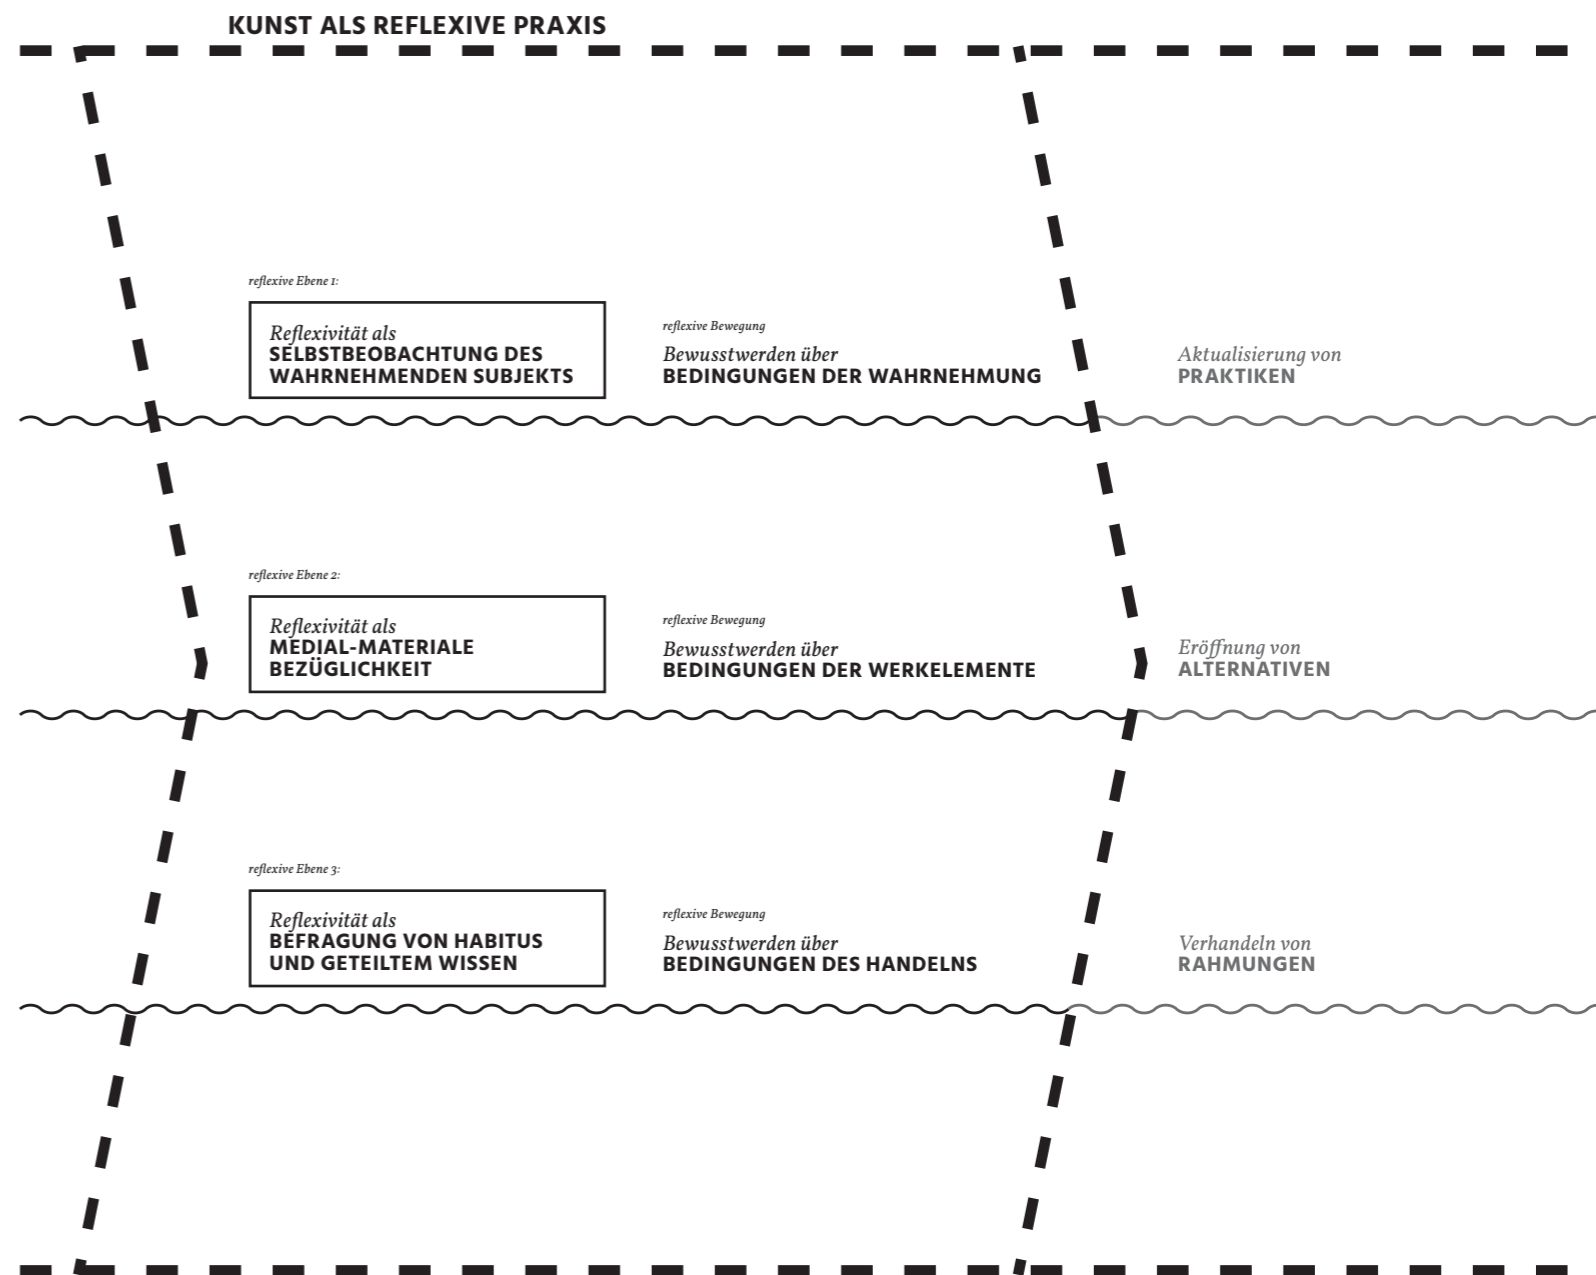 KUNST ALS REFLEXIVE PRAXIS
reflexive Ebene 1:
Reflexivität als
SELBSTBEOBACHTUNG DES
WAHRNEHMENDEN SUBJEKTS
reflexive Bewegung
Bewusstwerden über
BEDINGUNGEN DER WAHRNEHMUNG
Aktualisierung von
PRAKTIKEN
reflexive Ebene 2:
Reflexivität als
MEDIAL-MATERIALE
BEZÜGLICHKEIT
reflexive Bewegung
Bewusstwerden über
BEDINGUNGEN DER WERKELEMENTE
Eröffnung von
ALTERNATIVEN
reflexive Ebene 3:
Reflexivität als
BEFRAGUNG VON HABITUS
UND GETEILTEM WISSEN
reflexive Bewegung
Bewusstwerden über
BEDINGUNGEN DES HANDELNS
Verhandeln von
RAHMUNGEN